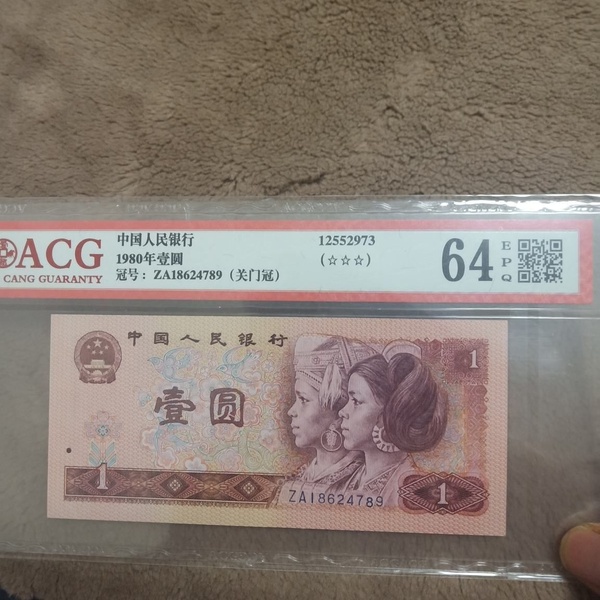 ACG
CANG GUARANTY
中国人民银行
1980年壹圆
冠号：ZA18624789（关门冠）
12552973
(☆☆☆)
64
EPQ
中国人民银行
壹圆
1
1
1
ZA18624789